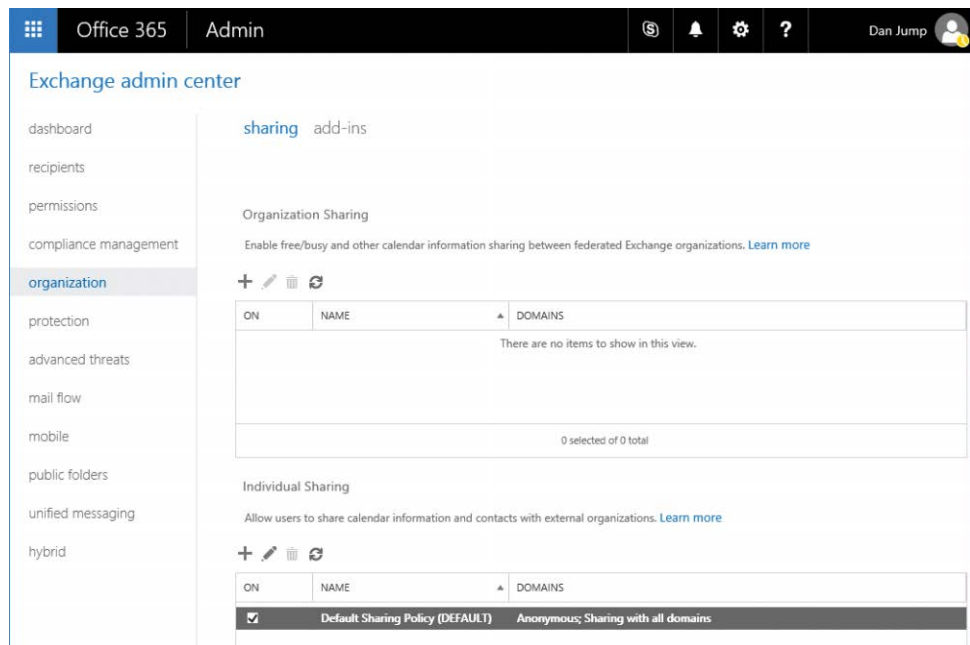 Office 365 Admin Dan Jump
Exchange admin center
dashboard
recipients
permissions
compliance management
organization
protection
advanced threats
mail flow
mobile
public folders
unified messaging
hybrid
sharing add-ins
Organization Sharing
Enable free/busy and other calendar information sharing between federated Exchange organizations. Learn more
ON NAME DOMAINS
There are no items to show in this view.
0 selected of 0 total
Individual Sharing
Allow users to share calendar information and contacts with external organizations. Learn more
ON NAME DOMAINS
Default Sharing Policy (DEFAULT) Anonymous; Sharing with all domains